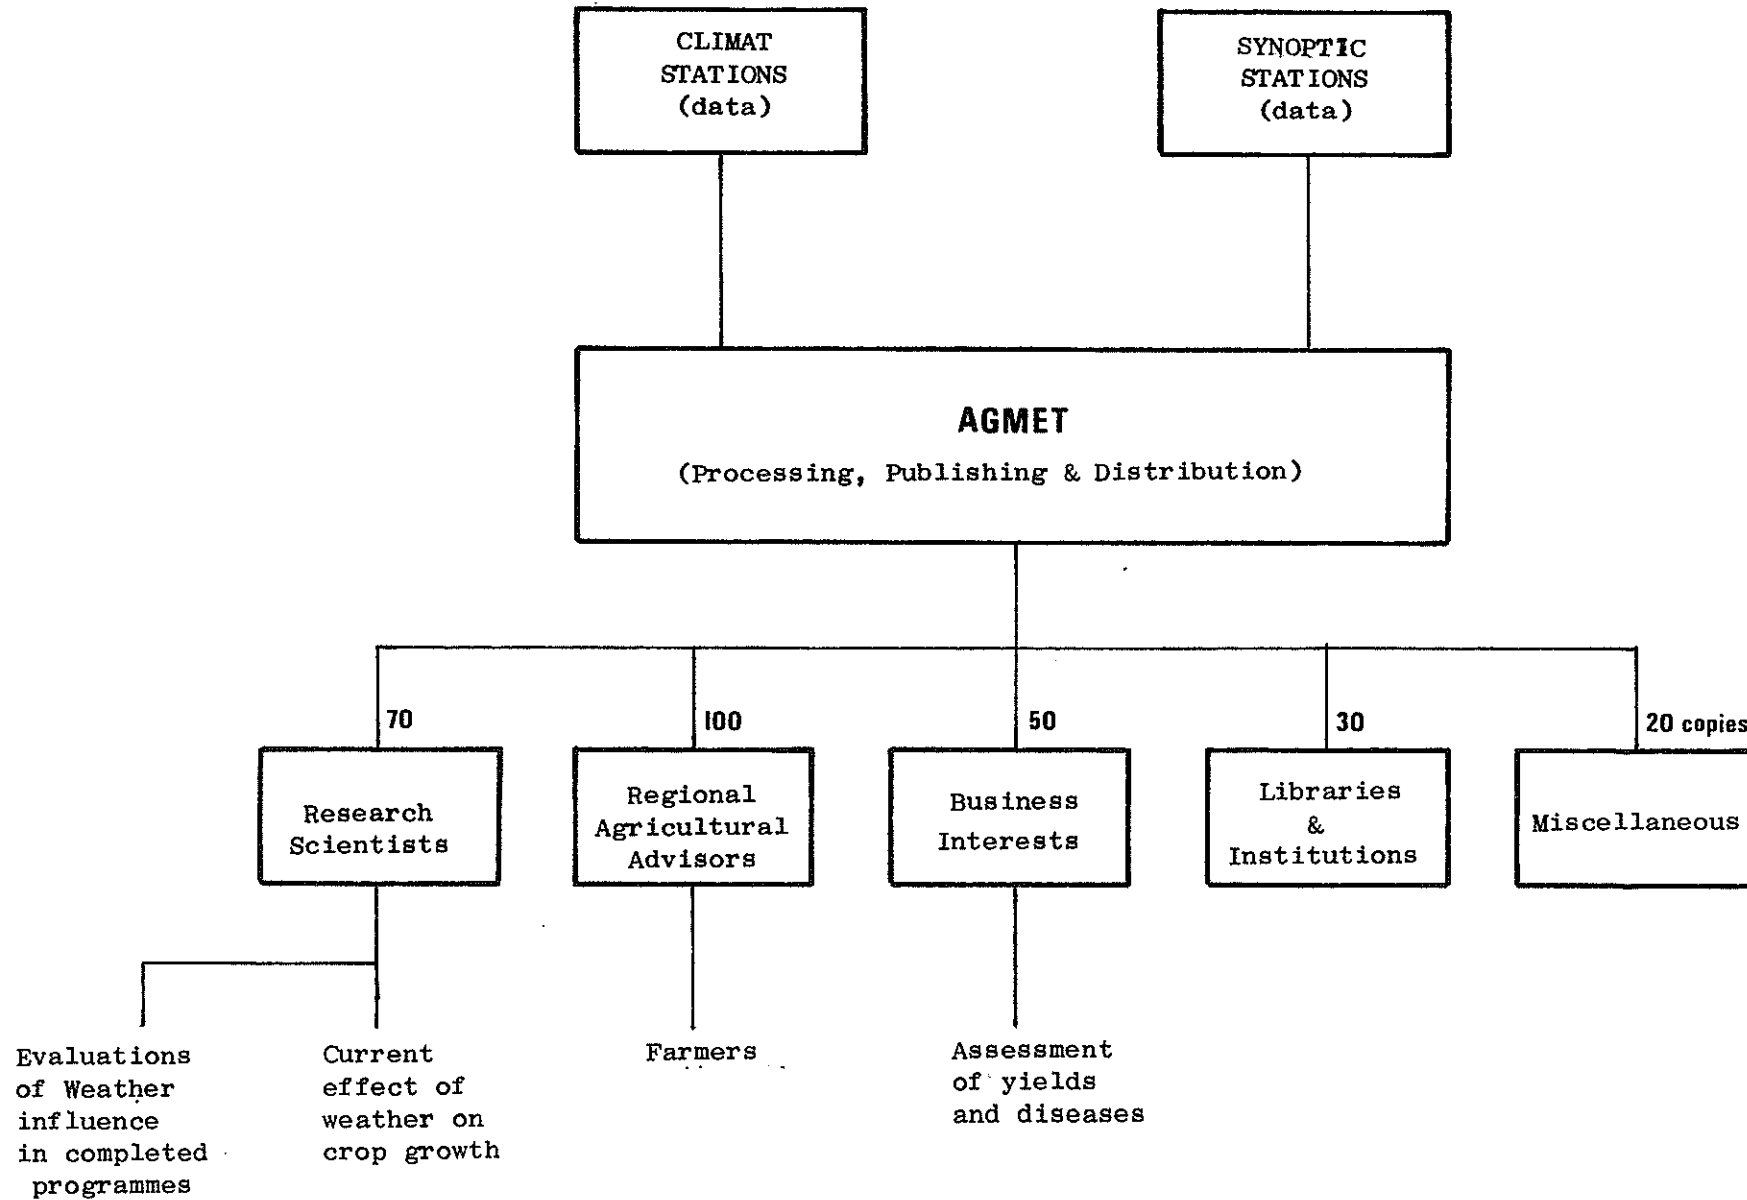 CLIMAT
STATIONS
(data)
SYNOPTIC
STATIONS
(data)
AGMET
(Processing, Publishing & Distribution)
70
100
50
30
20 copies
Research
Scientists
Regional
Agricultural
Advisors
Business
Interests
Libraries
&
Institutions
Miscellaneous
Evaluations
of Weather
influence
in completed
programmes
Current
effect of
weather on
crop growth
Farmers
Assessment
of yields
and diseases